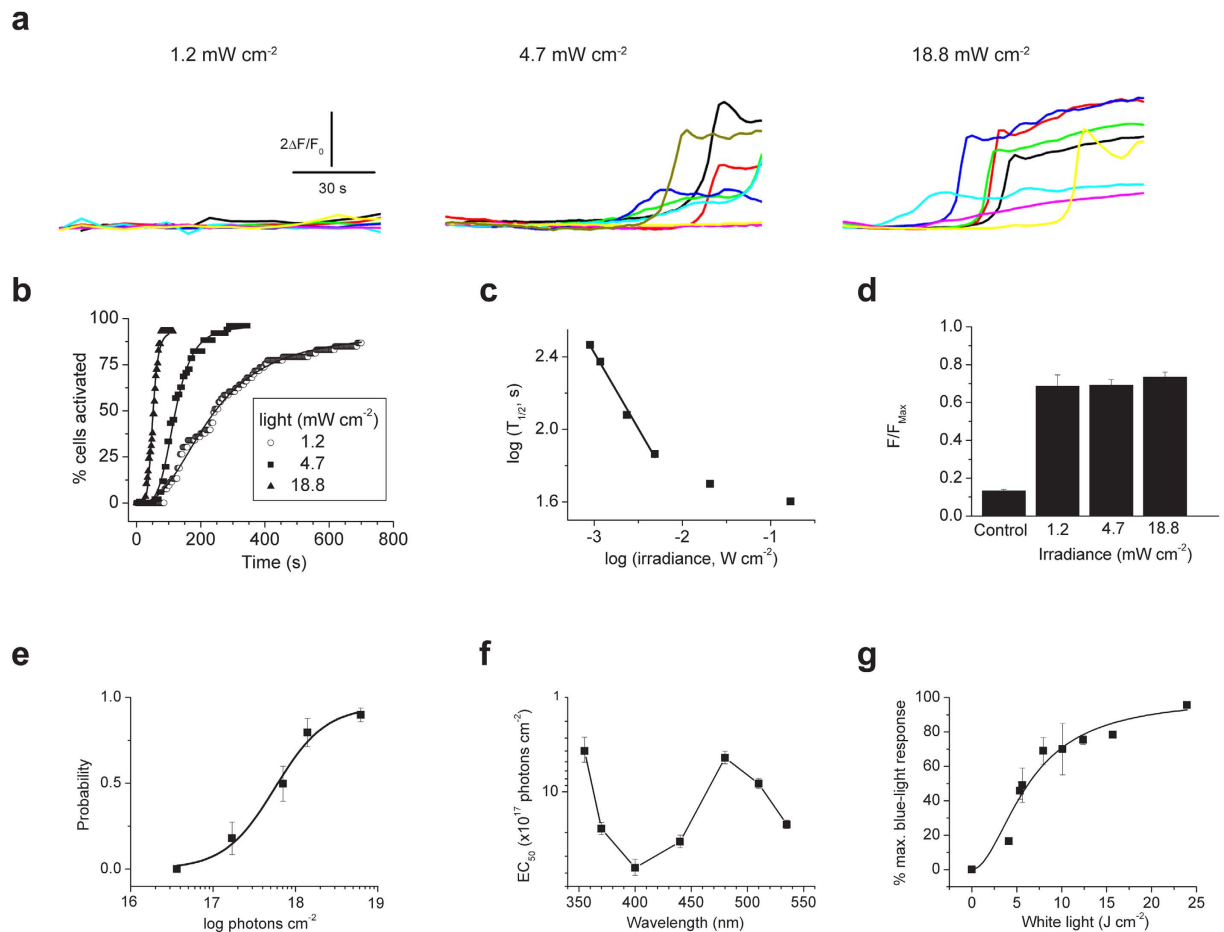 a
1.2 mW cm-2
4.7 mW cm-2
18.8 mW cm-2
2ΔF/F0
30 s
b
% cells activated
100
75
50
25
0
0 200 400 600 800
Time (s)
light (mW cm-2)
1.2
4.7
18.8
c
log (T1/2, s)
2.4
2.0
1.6
-3 -2 -1
log (irradiance, W cm-2)
d
F/FMax
1.0
0.8
0.6
0.4
0.2
0.0
Control 1.2 4.7 18.8
Irradiance (mW cm-2)
e
Probability
1.0
0.5
0.0
16 17 18 19
log photons cm-2
f
EC50 (x1017 photons cm-2)
1
10
350 400 450 500 550
Wavelength (nm)
g
% max. blue-light response
100
80
60
40
20
0
0 5 10 15 20 25
White light (J cm-2)